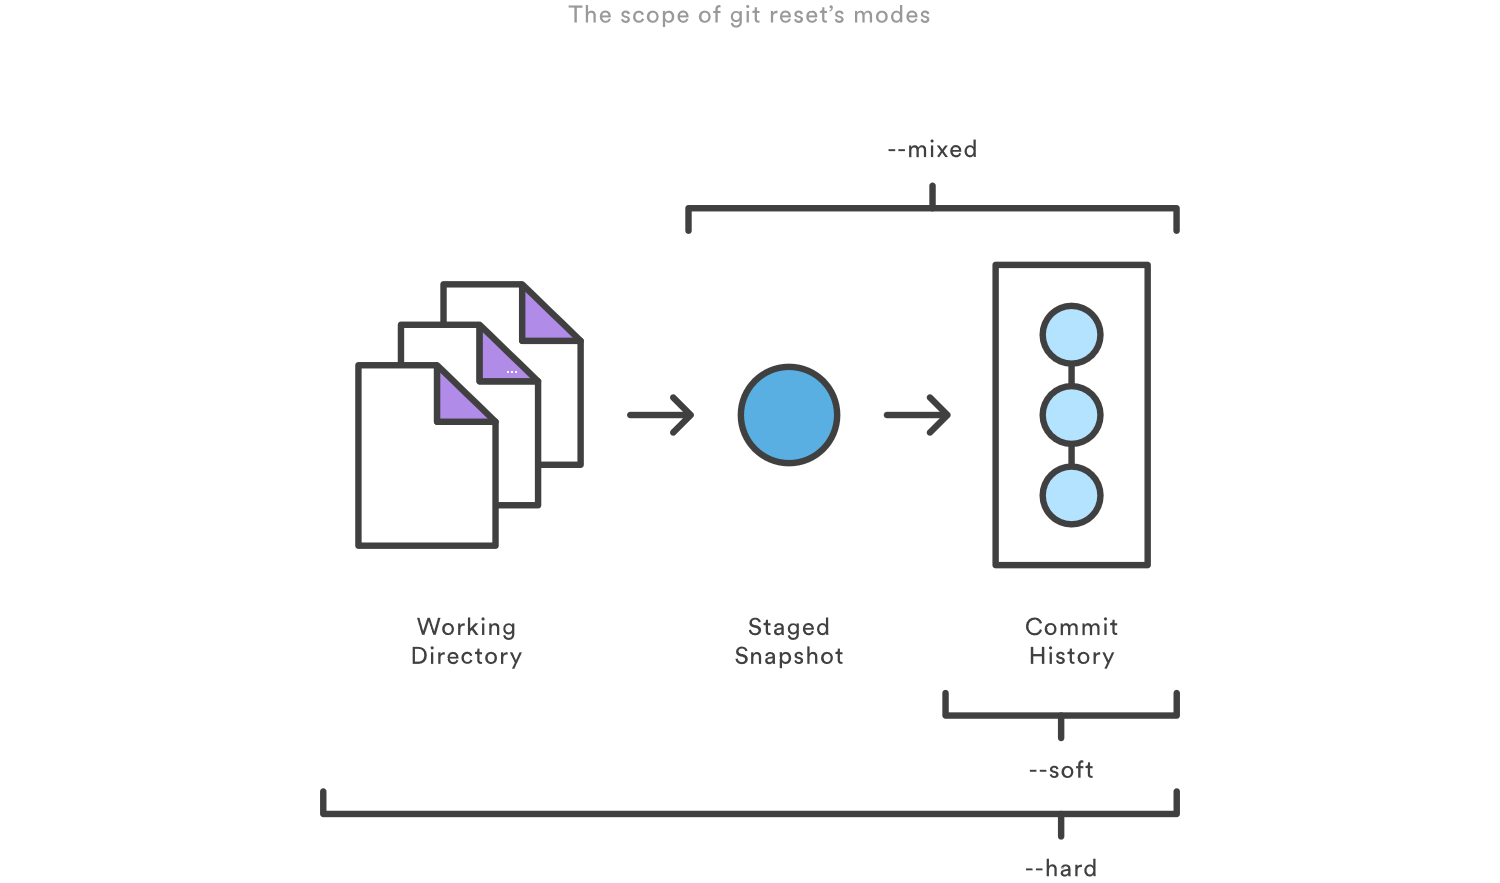 The scope of git reset's modes
--mixed
...
Working
Directory
Staged
Snapshot
Commit
History
--soft
--hard